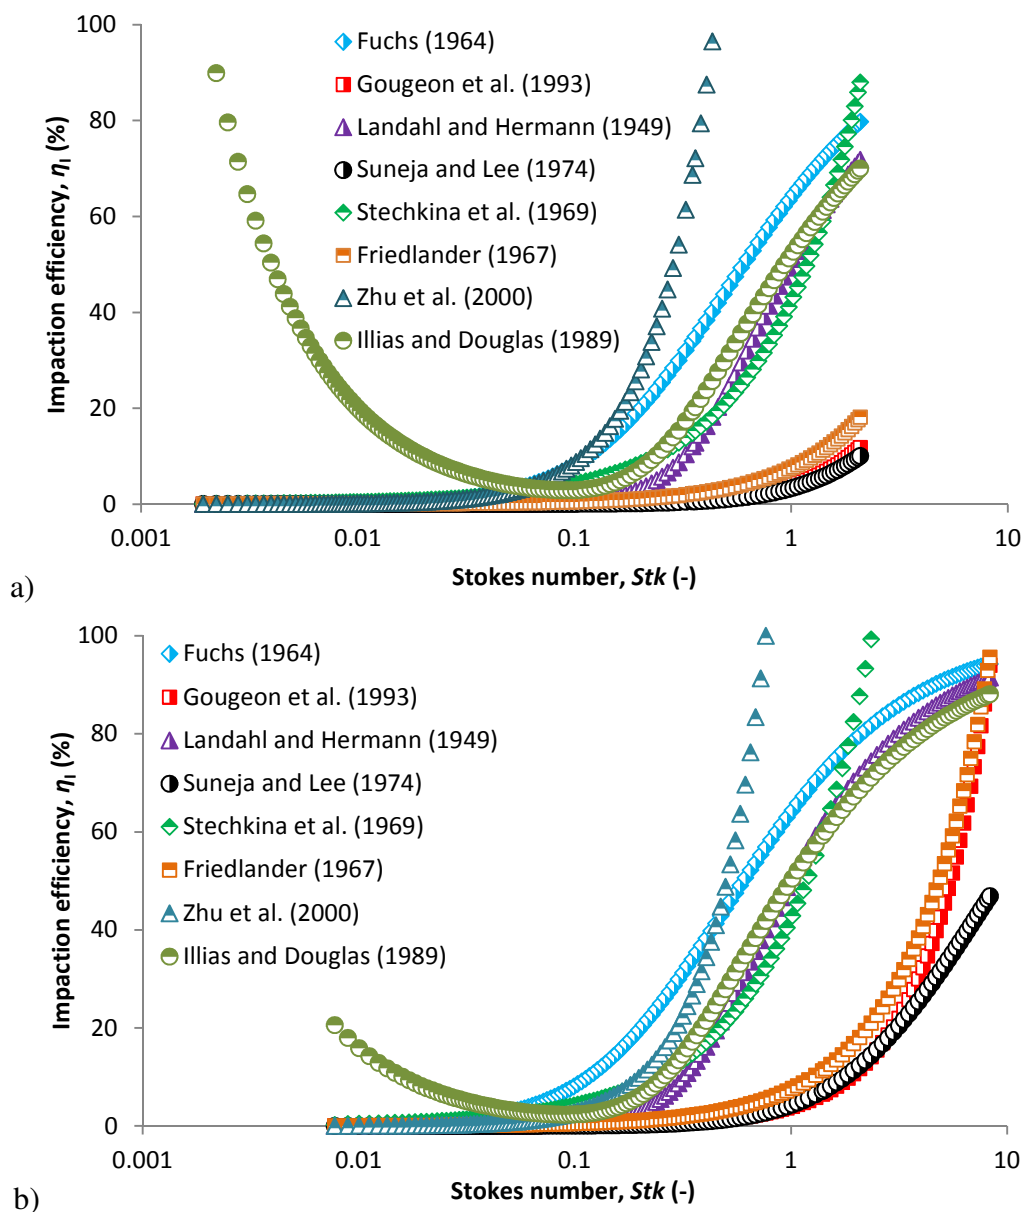 100
80
60
40
20
0
Impaction efficiency, ηI (%)
Fuchs (1964)
Gougeon et al. (1993)
Landahl and Hermann (1949)
Suneja and Lee (1974)
Stechkina et al. (1969)
Friedlander (1967)
Zhu et al. (2000)
Illias and Douglas (1989)
0.001 0.01 0.1 1 10
Stokes number, Stk (-)
a)
100
80
60
40
20
0
Impaction efficiency, ηI (%)
Fuchs (1964)
Gougeon et al. (1993)
Landahl and Hermann (1949)
Suneja and Lee (1974)
Stechkina et al. (1969)
Friedlander (1967)
Zhu et al. (2000)
Illias and Douglas (1989)
0.001 0.01 0.1 1 10
Stokes number, Stk (-)
b)